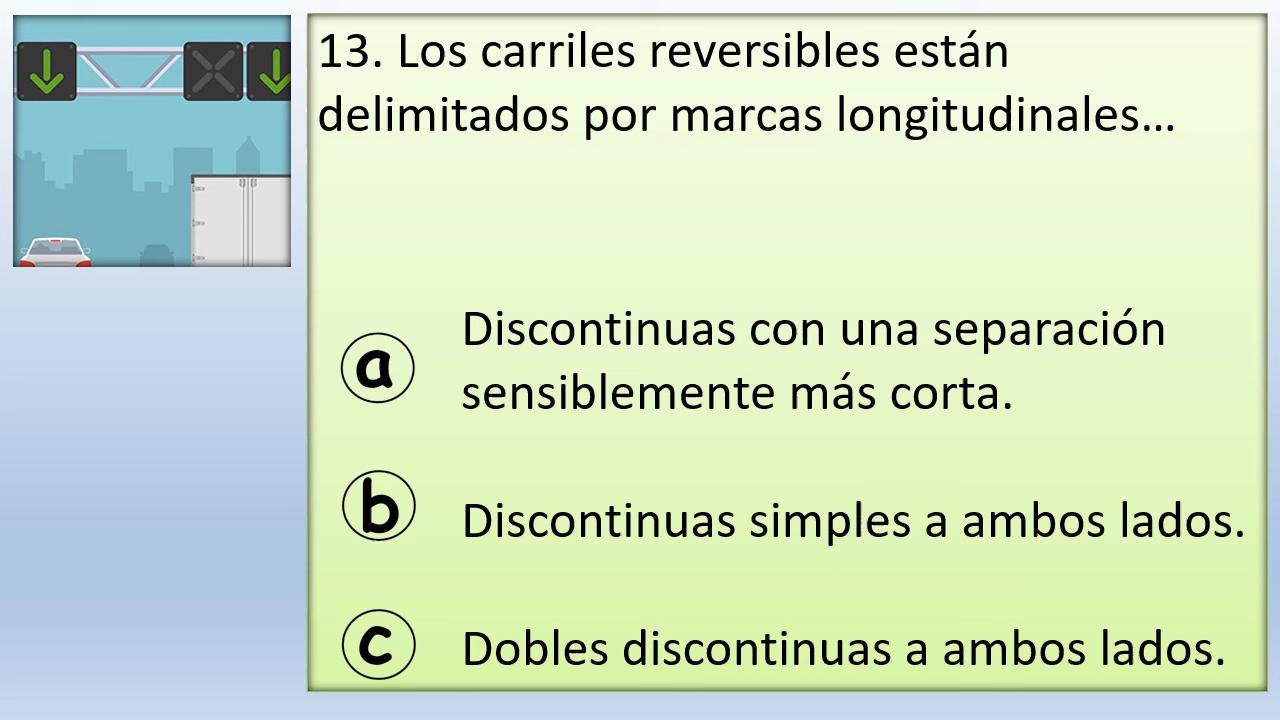 13. Los carriles reversibles están
delimitados por marcas longitudinales…
a
Discontinuas con una separación
sensiblemente más corta.
b
Discontinuas simples a ambos lados.
c
Dobles discontinuas a ambos lados.